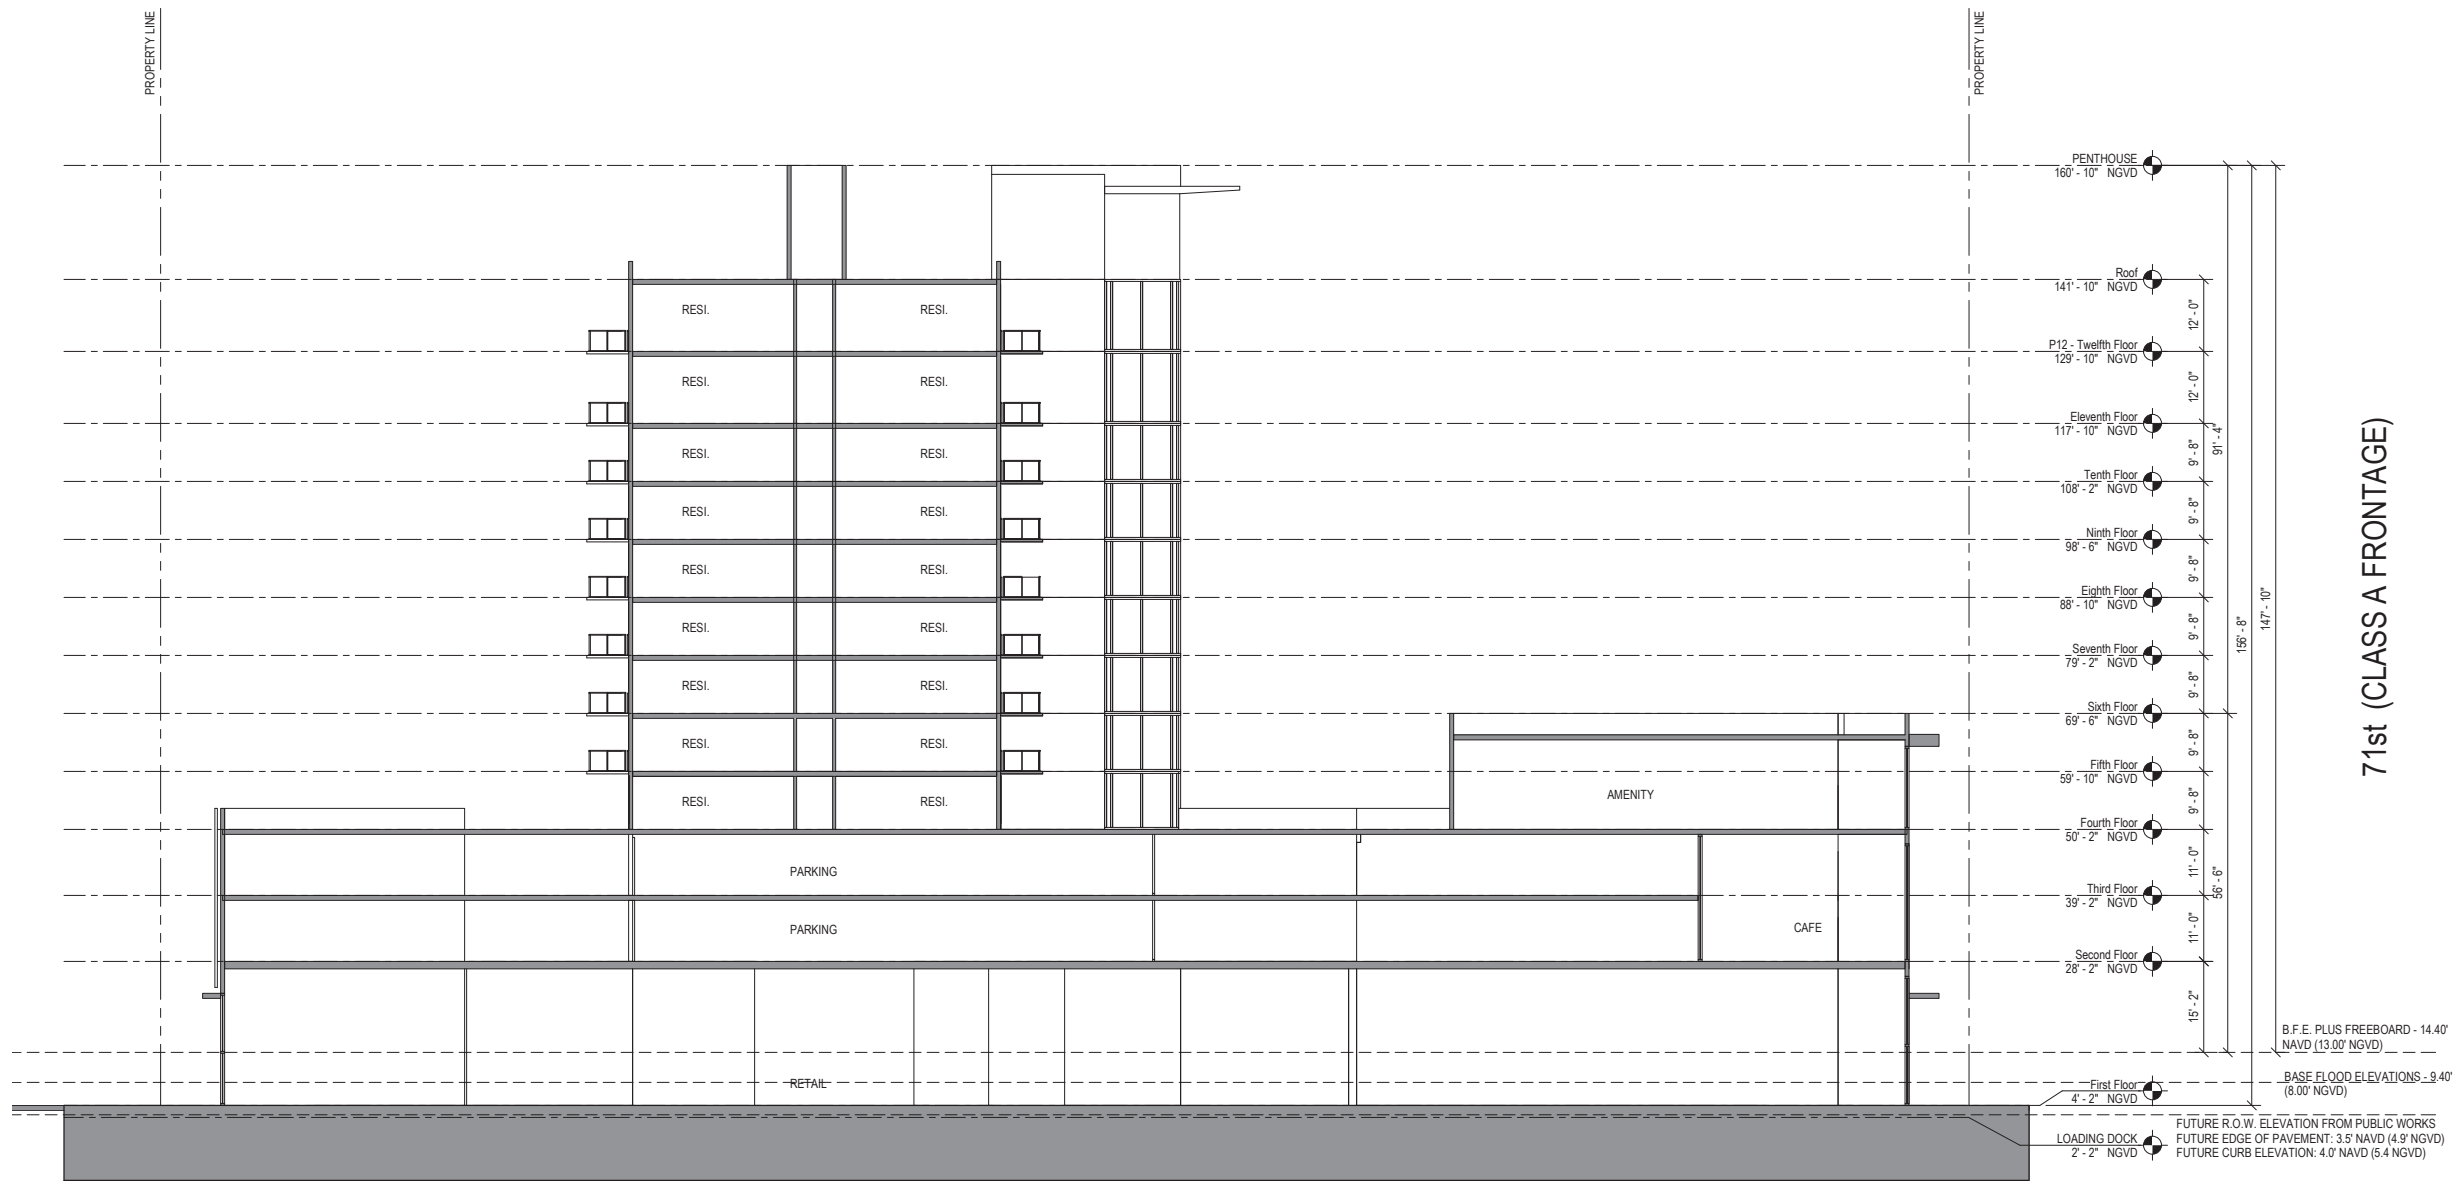 PROPERTY LINE
PROPERTY LINE
PENTHOUSE
160' - 10" NGVD
Roof
141' - 10" NGVD
12' - 0"
RESI.
RESI.
P12 - Twelfth Floor
129' - 10" NGVD
12' - 0"
RESI.
RESI.
Eleventh Floor
117' - 10" NGVD
91' - 4"
9' - 8"
RESI.
RESI.
Tenth Floor
108' - 2" NGVD
9' - 8"
RESI.
RESI.
Ninth Floor
98' - 6" NGVD
9' - 8"
RESI.
RESI.
Eighth Floor
88' - 10" NGVD
9' - 8"
147' - 10"
156' - 8"
RESI.
RESI.
Seventh Floor
79' - 2" NGVD
9' - 8"
RESI.
RESI.
Sixth Floor
69' - 6" NGVD
9' - 8"
RESI.
RESI.
Fifth Floor
59' - 10" NGVD
9' - 8"
RESI.
RESI.
AMENITY
Fourth Floor
50' - 2" NGVD
11' - 0"
56' - 6"
PARKING
Third Floor
39' - 2" NGVD
11' - 0"
PARKING
CAFE
Second Floor
28' - 2" NGVD
15' - 2"
71st (CLASS A FRONTAGE)
B.F.E. PLUS FREEBOARD - 14.40'
NAVD (13.00' NGVD)
RETAIL
BASE FLOOD ELEVATIONS - 9.40'
(8.00' NGVD)
First Floor
4' - 2" NGVD
FUTURE R.O.W. ELEVATION FROM PUBLIC WORKS
FUTURE EDGE OF PAVEMENT: 3.5' NAVD (4.9' NGVD)
FUTURE CURB ELEVATION: 4.0' NAVD (5.4 NGVD)
LOADING DOCK
2' - 2" NGVD